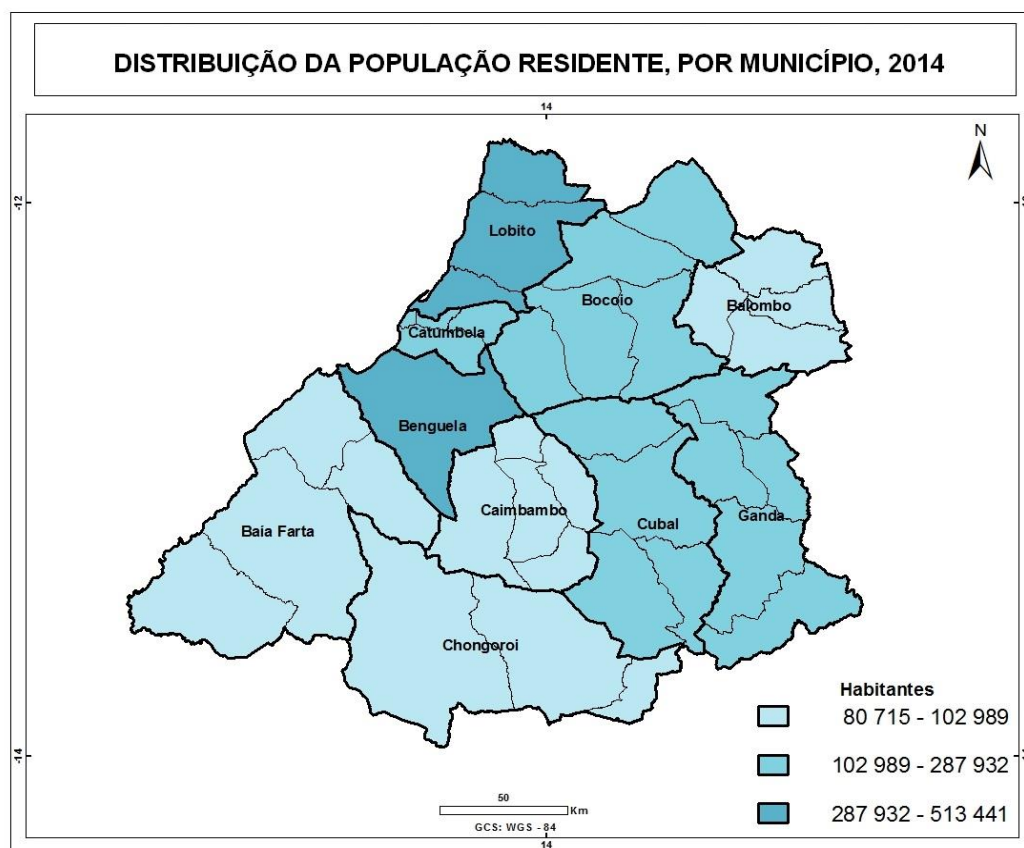 DISTRIBUIÇÃO DA POPULAÇÃO RESIDENTE, POR MUNICÍPIO, 2014
14
N
-12
Lobito
Bocoio
Balombo
Catumbela
Benguela
Caimbambo
Baia Farta
Cubal
Ganda
Chongoroi
Habitantes
80 715 - 102 989
102 989 - 287 932
287 932 - 513 441
-14
50
Km
GCS: WGS - 84
14